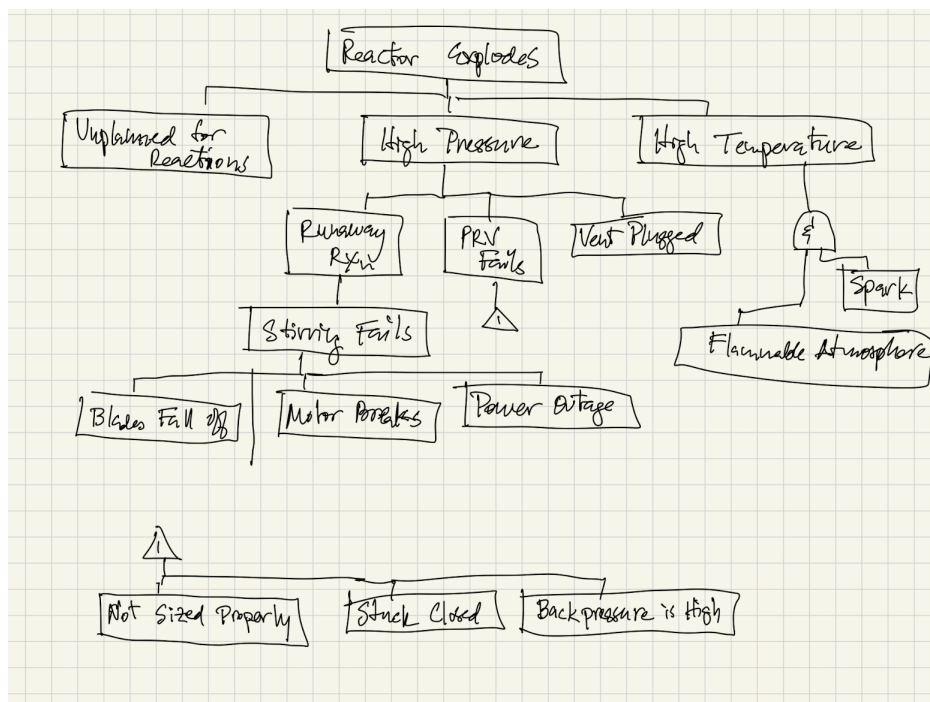 Reactor Explodes
Unplanned for
Reactions
High Pressure
High Temperature
Runaway
Rxn
PRV
Fails
Vent Plugged
&
Spark
Stirring Fails
1
Flammable Atmosphere
Blades Fall off
Motor Breaks
Power Outage
1
Not Sized Properly
Stuck Closed
Backpressure is High